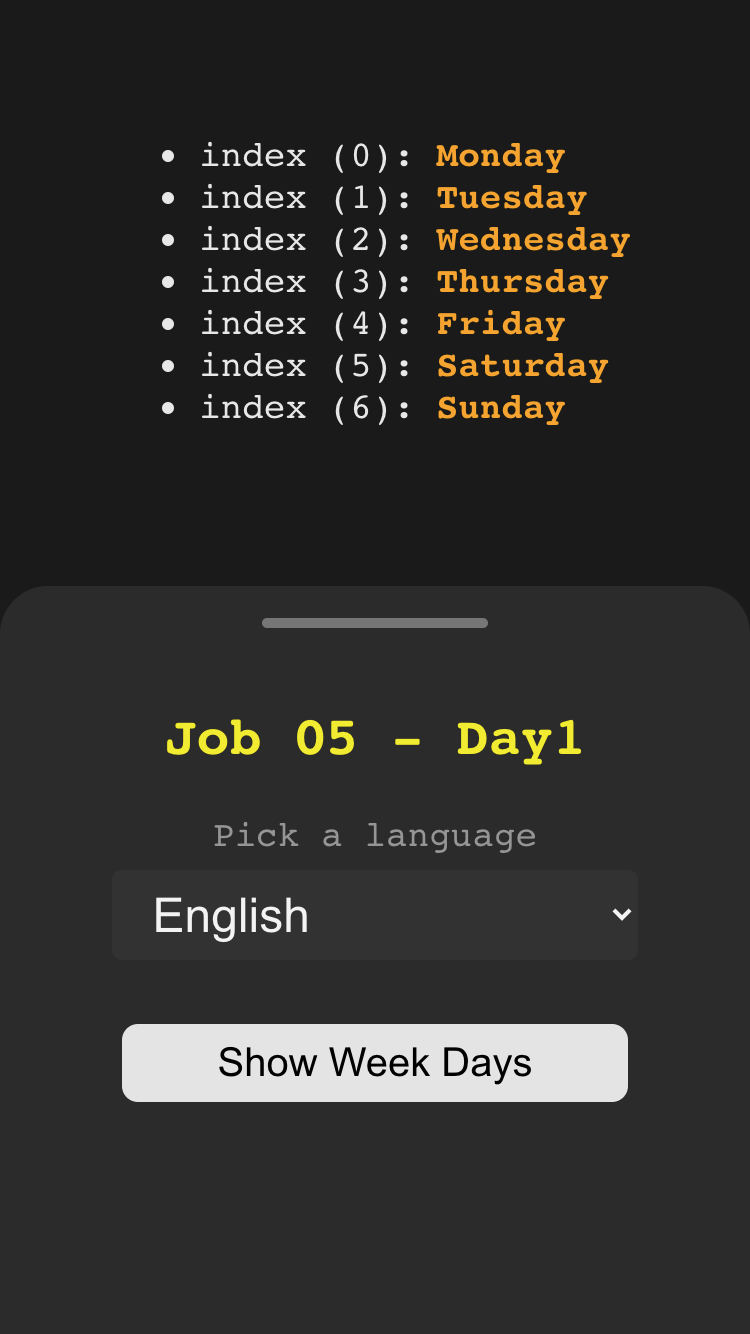 • index (0): Monday
• index (1): Tuesday
• index (2): Wednesday
• index (3): Thursday
• index (4): Friday
• index (5): Saturday
• index (6): Sunday
Job 05 - Day1
Pick a language
English
Show Week Days